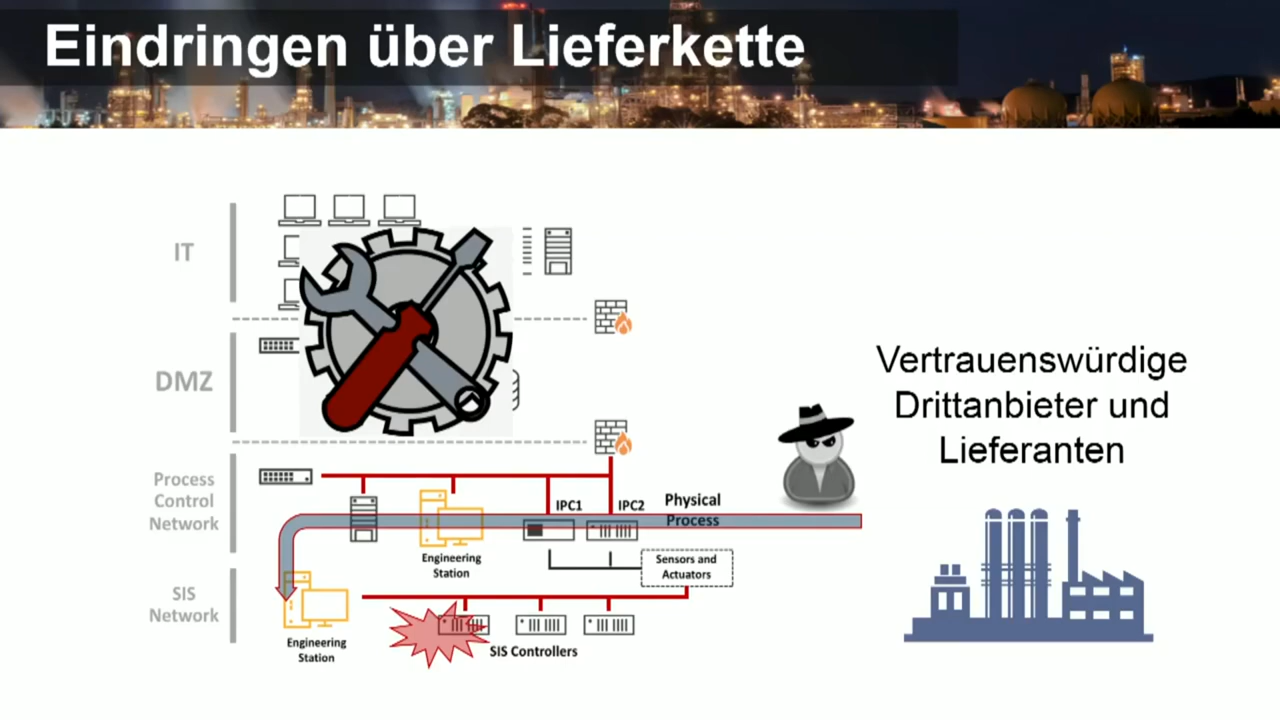 Eindringen über Lieferkette
IT
DMZ
Process
Control
Network
SIS
Network
IPC1
IPC2
Physical
Process
Engineering
Station
Sensors and
Actuators
Engineering
Station
SIS Controllers
Vertrauenswürdige
Drittanbieter und
Lieferanten